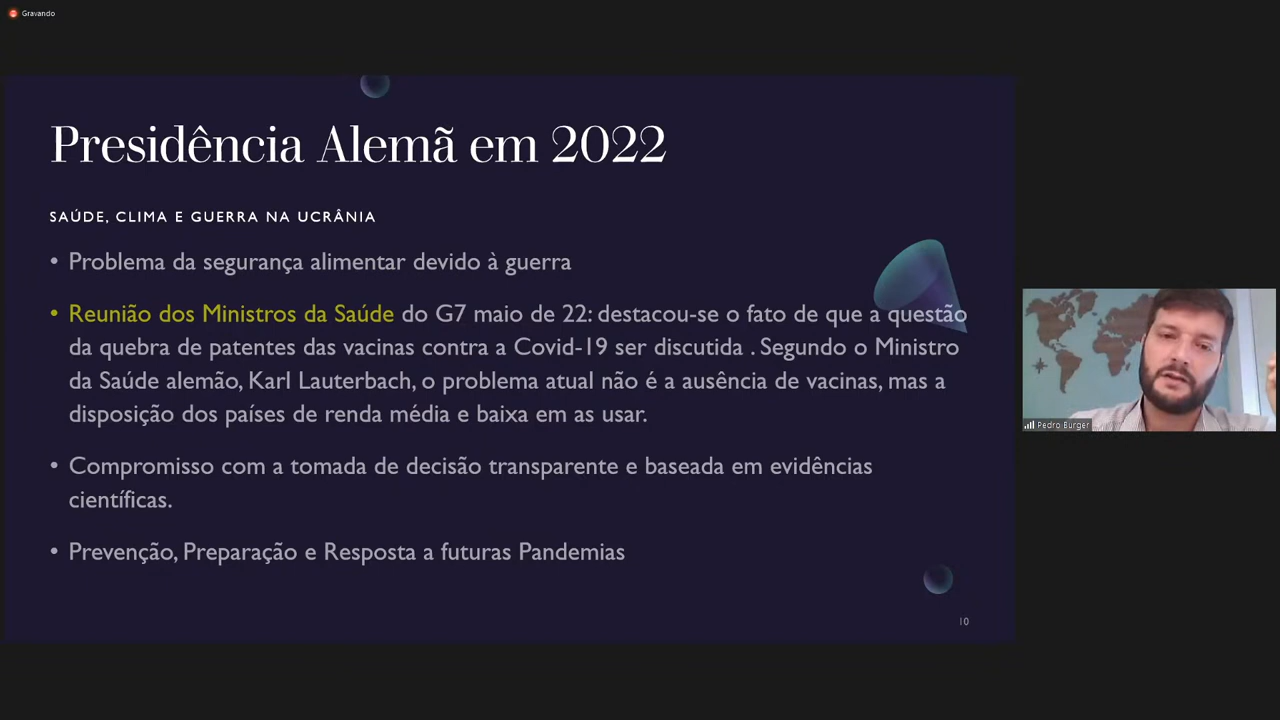 Gravando
Presidência Alemã em 2022
SAÚDE, CLIMA E GUERRA NA UCRÂNIA
• Problema da segurança alimentar devido à guerra
• Reunião dos Ministros da Saúde do G7 maio de 22: destacou-se o fato de que a questão
da quebra de patentes das vacinas contra a Covid-19 ser discutida . Segundo o Ministro
da Saúde alemão, Karl Lauterbach, o problema atual não é a ausência de vacinas, mas a
disposição dos países de renda média e baixa em as usar.
• Compromisso com a tomada de decisão transparente e baseada em evidências
científicas.
• Prevenção, Preparação e Resposta a futuras Pandemias
10
Pedro Burger